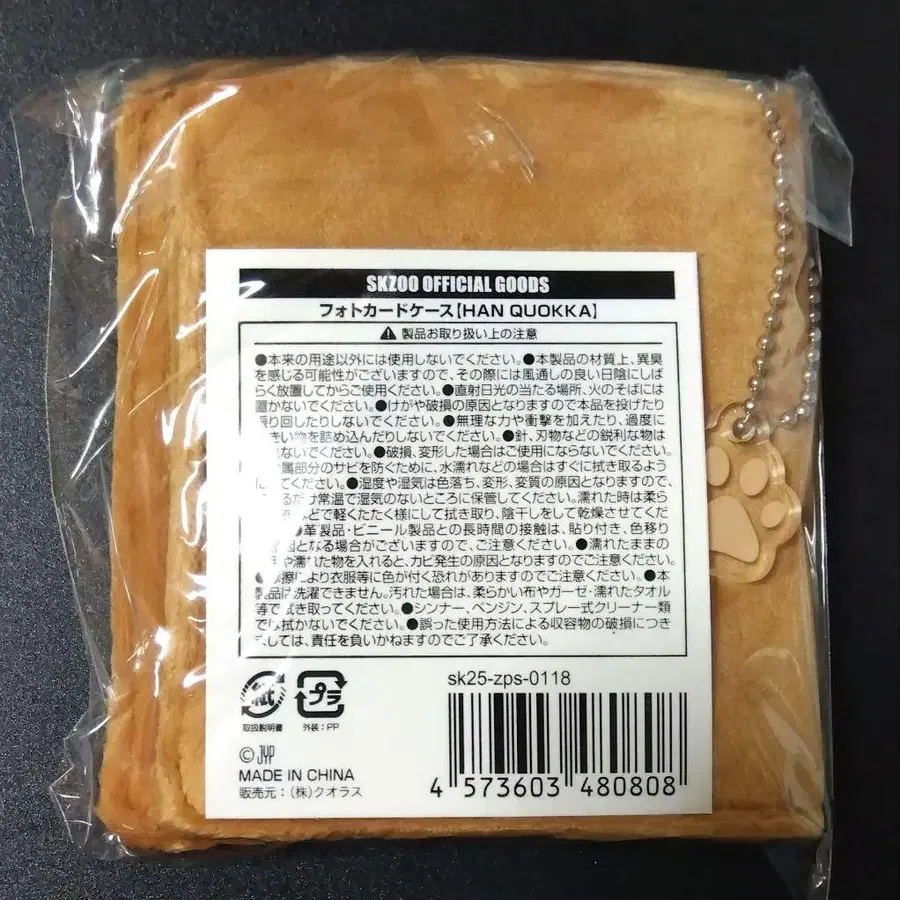 SKZOO OFFICIAL GOODS
フォトカードケース【HAN QUOKKA】
製品お取り扱い上の注意
●本来の用途以外には使用しないでください。●本製品の材質上、異臭
を感じる可能性がございますので、その際には風通しの良い日陰にしば
らく放置してからご使用ください。●直射日光の当たる場所、火のそばには
置かないでください。●けがや破損の原因となりますので本品を投げたり
振り回したりしないでください。●無理な力や衝撃を加えたり、過度に
きい物を詰め込んだりしないでください。●針、刃物などの鋭利な物は
ないでください。●破損、変形した場合はご使用にならないでください。
属部分のサビを防ぐために、水濡れなどの場合はすぐに拭き取るように
してください。●湿度や湿気は色落ち、変形、変質の原因となりますので、
るだけ常温で湿気のないところに保管してください。濡れた時は柔ら
などで軽くたたく様にして拭き取り、陰干しをして乾燥させてくだ
●革製品・ビニール製品との長時間の接触は、貼り付き、色移り
原因となる場合がございますので、ご注意ください。●濡れたままの
や濡れた物を入れると、カビ発生の原因となりますのでご注意ください。
●摩擦により衣服等に色が付く恐れがありますのでご注意ください。●本
製品は洗濯できません。汚れた場合は、柔らかい布やガーゼ・濡れたタオル
等で拭き取ってください。●シンナー、ベンジン、スプレー式クリーナー類
で拭かないでください。●誤った使用方法による収容物の破損につき
ましては、責任を負いかねますのでご了承ください。
sk25-zps-0118
紙 プラ
取扱説明書 外装:PP
© JYP
MADE IN CHINA
販売元:(株)クオラス
4 573603 480808